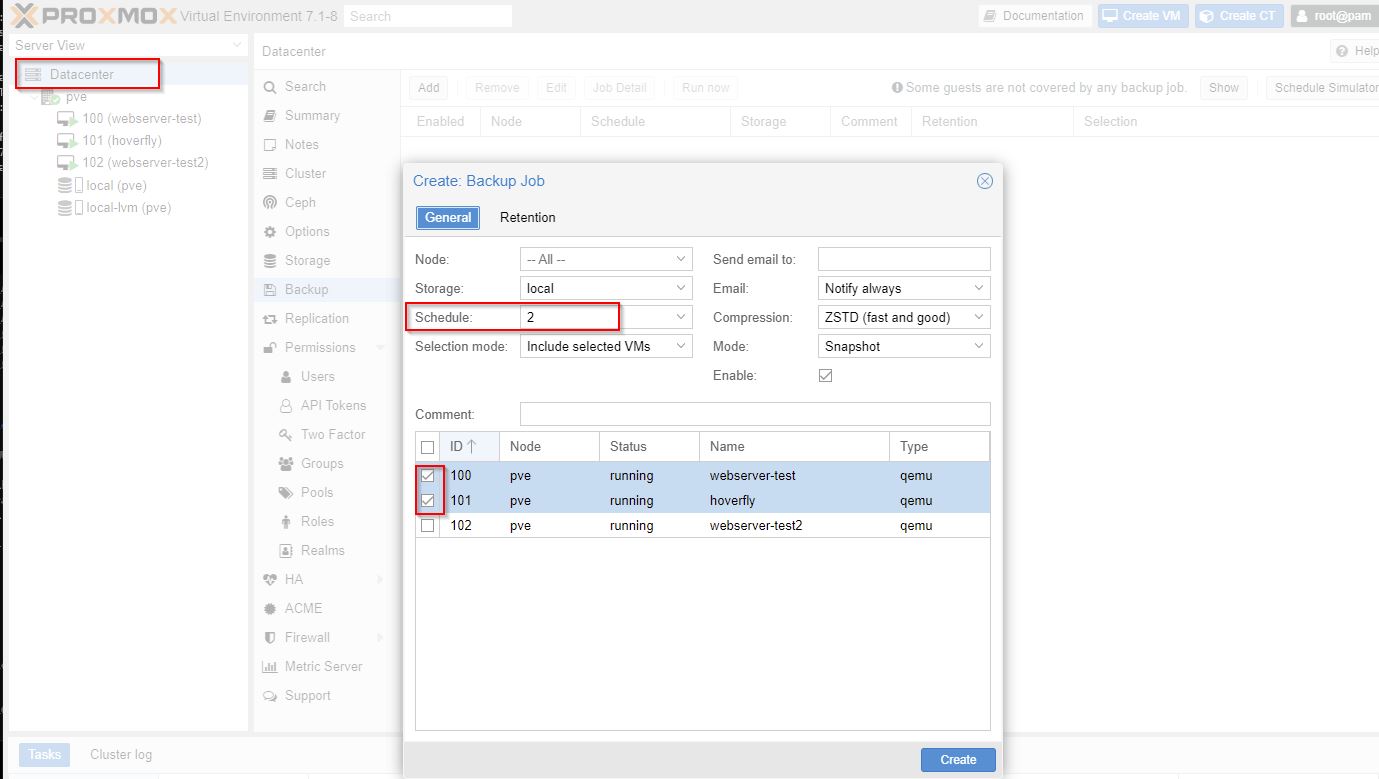 PROXMOX Virtual Environment 7.1-8 Search Documentation Create VM Create CT root@pam
Server View
Datacenter
pve
100 (webserver-test)
101 (hoverfly)
102 (webserver-test2)
local (pve)
local-lvm (pve)
Datacenter Help
Search
Summary
Notes
Cluster
Ceph
Options
Storage
Backup
Replication
Permissions
Users
API Tokens
Two Factor
Groups
Pools
Roles
Realms
HA
ACME
Firewall
Metric Server
Support
Add Remove Edit Job Detail Run now Some guests are not covered by any backup job. Show Schedule Simulator
Enabled Node Schedule Storage Comment Retention Selection
Create: Backup Job
General Retention
Node: -- All -- Send email to:
Storage: local Email: Notify always
Schedule: 2 Compression: ZSTD (fast and good)
Selection mode: Include selected VMs Mode: Snapshot
Enable:
Comment:
ID Node Status Name Type
100 pve running webserver-test qemu
101 pve running hoverfly qemu
102 pve running webserver-test2 qemu
Create
Tasks Cluster log